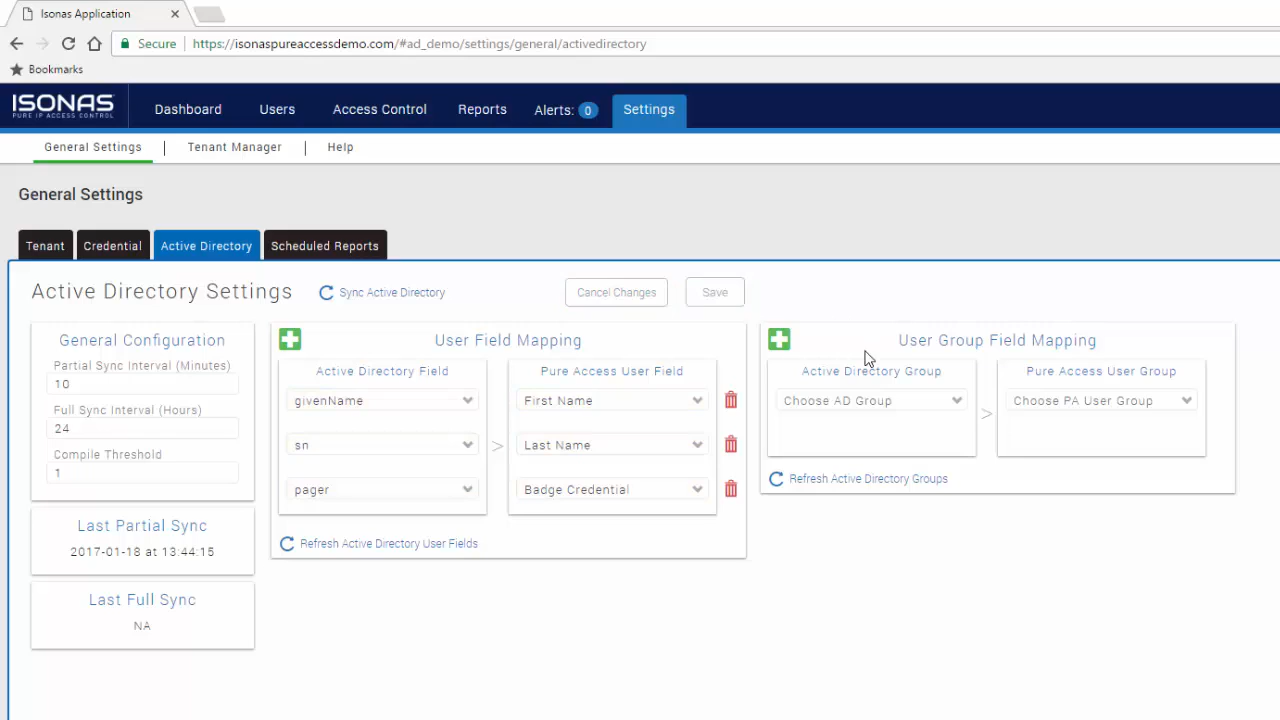 Isonas Application
Secure https://isonaspureaccessdemo.com/#ad_demo/settings/general/activedirectory
Bookmarks
ISONAS
PURE IP ACCESS CONTROL
Dashboard Users Access Control Reports Alerts: 0 Settings
General Settings | Tenant Manager | Help
General Settings
Tenant Credential Active Directory Scheduled Reports
Active Directory Settings Sync Active Directory Cancel Changes Save
General Configuration
Partial Sync Interval (Minutes)
10
Full Sync Interval (Hours)
24
Compile Threshold
1
Last Partial Sync
2017-01-18 at 13:44:15
Last Full Sync
NA
User Field Mapping
Active Directory Field Pure Access User Field
givenName First Name
sn > Last Name
pager Badge Credential
Refresh Active Directory User Fields
User Group Field Mapping
Active Directory Group Pure Access User Group
Choose AD Group > Choose PA User Group
Refresh Active Directory Groups